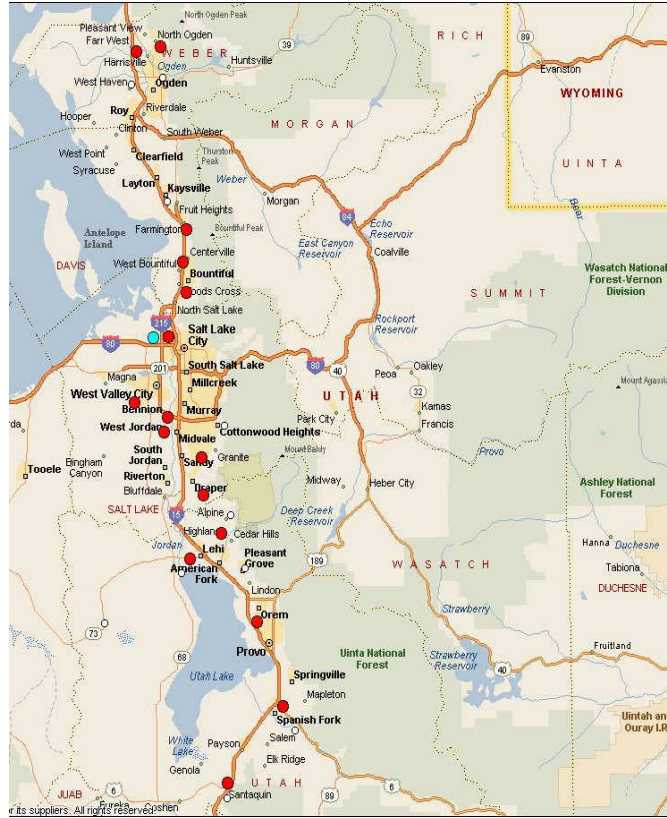 North Ogden Peak
RICH
Pleasant View
North Ogden
Farr West
WEBER
39
89
Harrisville
Ogden
Huntsville
Evanston
West Haven
Ogden
WYOMING
Roy
Riverdale
Hooper
Clinton
MORGAN
South Weber
West Point
Clearfield
Thurston
Peak
UINTA
Syracuse
Layton
Kaysville
Weber
Morgan
Bear
Fruit Heights
84
Antelope
Island
Farmington
Bountiful Peak
Echo
Reservoir
East Canyon
Reservoir
Coalville
Centerville
DAVIS
West Bountiful
Bountiful
Wasatch National
Forest-Vernon
Division
oods Cross
SUMMIT
North Salt Lake
215
Rockport
Reservoir
Salt Lake
City
80
South Salt Lake
80
40
Oakley
201
Peoa
Magna
Millcreek
32
Mount Agassiz
West Valley City
UTAH
Kamas
Bennion
Murray
Park City
rda
West Jordan
Cottonwood Heights
Francis
Midvale
South
Jordan
Sandy
Granite
Mount Baldy
Provo
Bingham
Canyon
Tooele
Riverton
Draper
Midway
Heber City
Ashley National
Forest
Bluffdale
SALT LAKE
Alpine
15
Deer Creek
Reservoir
Highlan
Cedar Hills
Jordan
Lehi
Hanna
Duchesne
Pleasant
Grove
189
American
Fork
WASATCH
Tabiona
DUCHESNE
Lindon
Orem
Strawberry
73
Provo
Fruitland
68
Uinta National
Forest
Strawberry
Reservoir
40
Utah Lake
Springville
Mapleton
Spanish Fork
Uintah an
Ouray I.R
White
Lake
Salem
Payson
Elk Ridge
Genola
JUAB
6
UTAH
6
Santaquin
89
Eureka
Goshen
or its suppliers. All rights reserved.